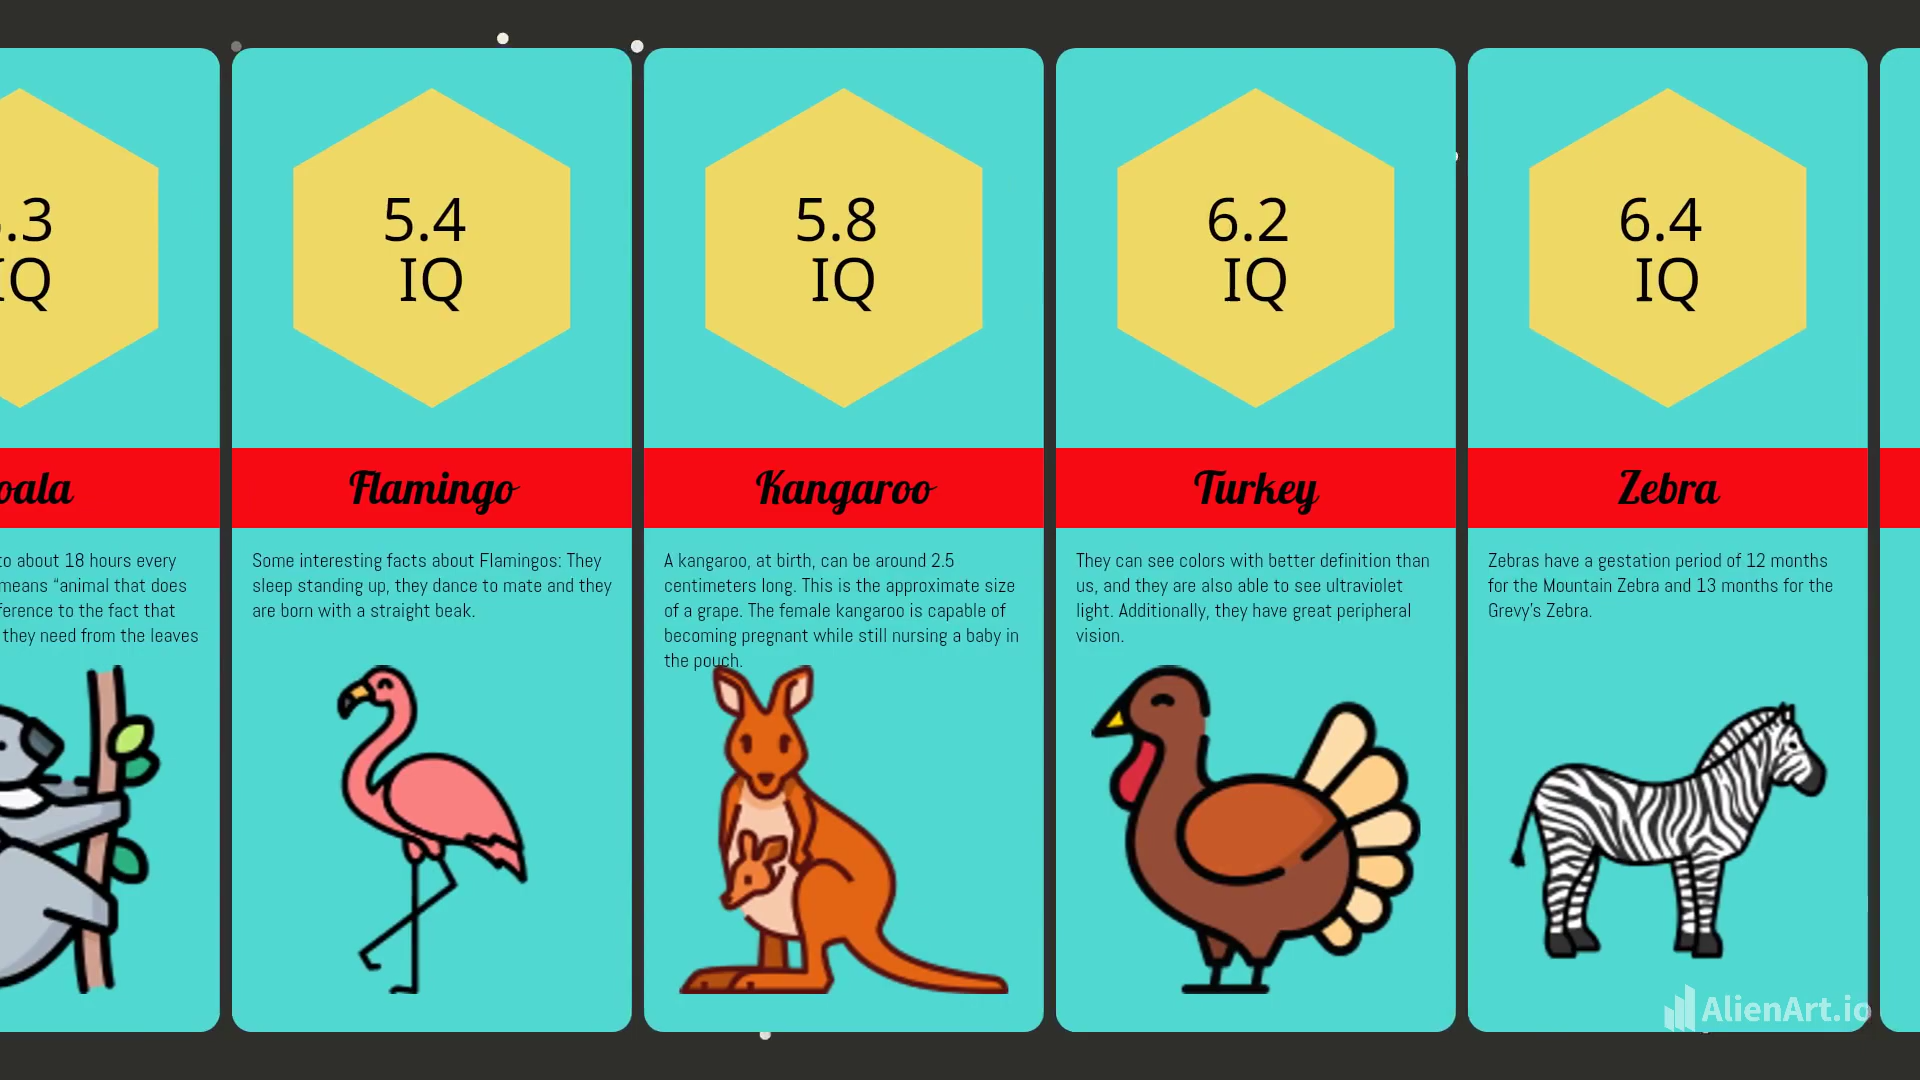 .3
IQ
oala
to about 18 hours every
means “animal that does
ference to the fact that
they need from the leaves
5.4
IQ
Flamingo
Some interesting facts about Flamingos: They
sleep standing up, they dance to mate and they
are born with a straight beak.
5.8
IQ
Kangaroo
A kangaroo, at birth, can be around 2.5
centimeters long. This is the approximate size
of a grape. The female kangaroo is capable of
becoming pregnant while still nursing a baby in
the pouch.
6.2
IQ
Turkey
They can see colors with better definition than
us, and they are also able to see ultraviolet
light. Additionally, they have great peripheral
vision.
6.4
IQ
Zebra
Zebras have a gestation period of 12 months
for the Mountain Zebra and 13 months for the
Grevy's Zebra.
AlienArt.io